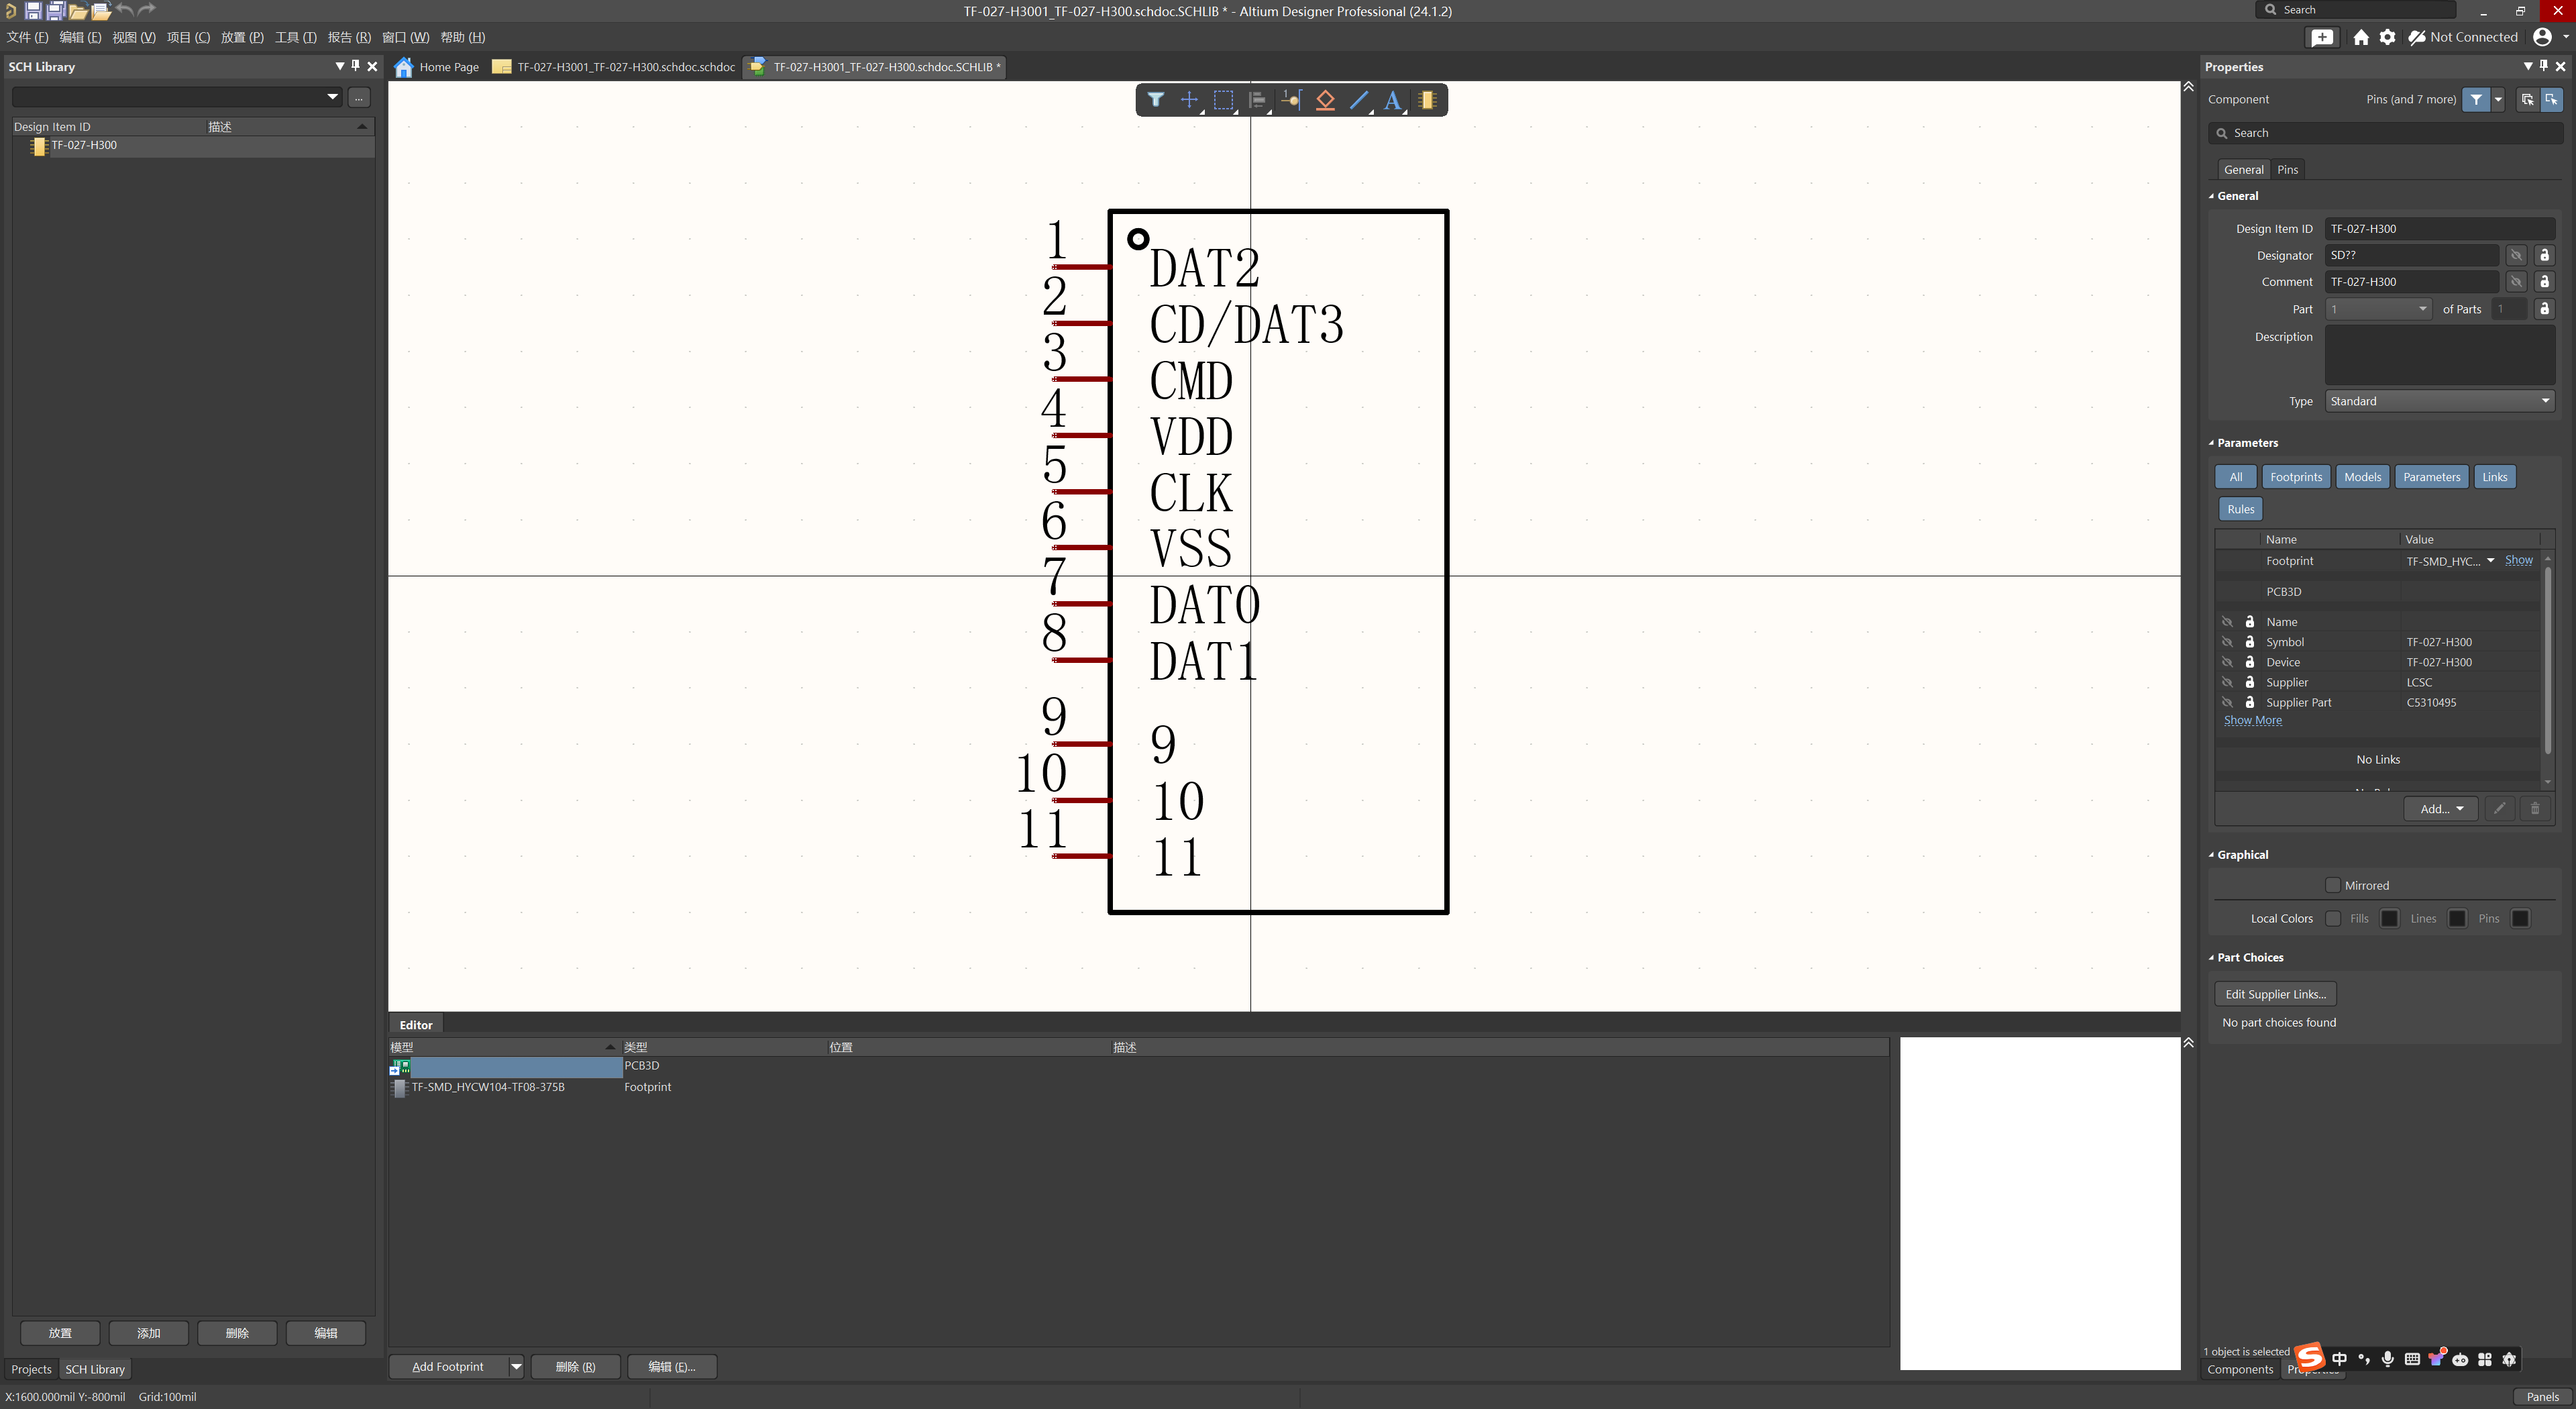 TF-027-H3001_TF-027-H300.schdoc.SCHLIB * - Altium Designer Professional (24.1.2)
Search
文件 (F) 编辑 (E) 视图 (V) 项目 (C) 放置 (P) 工具 (T) 报告 (R) 窗口 (W) 帮助 (H)
Not Connected
SCH Library
Home Page
TF-027-H3001_TF-027-H300.schdoc.schdoc
TF-027-H3001_TF-027-H300.schdoc.SCHLIB *
...
Design Item ID 描述
TF-027-H300
1 DAT2
2 CD/DAT3
3 CMD
4 VDD
5 CLK
6 VSS
7 DAT0
8 DAT1
9 9
10 10
11 11
Editor
模型 类型 位置 描述
PCB3D
TF-SMD_HYCW104-TF08-375B Footprint
Add Footprint 删除 (R) 编辑 (E)...
放置 添加 删除 编辑
Projects SCH Library
X:1600.000mil Y:-800mil Grid:100mil
Properties
Component Pins (and 7 more)
Search
General Pins
General
Design Item ID TF-027-H300
Designator SD??
Comment TF-027-H300
Part 1 of Parts 1
Description
Type Standard
Parameters
All Footprints Models Parameters Links
Rules
Name Value
Footprint TF-SMD_HYC... Show
PCB3D
Name
Symbol TF-027-H300
Device TF-027-H300
Supplier LCSC
Supplier Part C5310495
Show More
No Links
Add...
Graphical
Mirrored
Local Colors Fills Lines Pins
Part Choices
Edit Supplier Links...
No part choices found
1 object is selected
中
Components
Panels